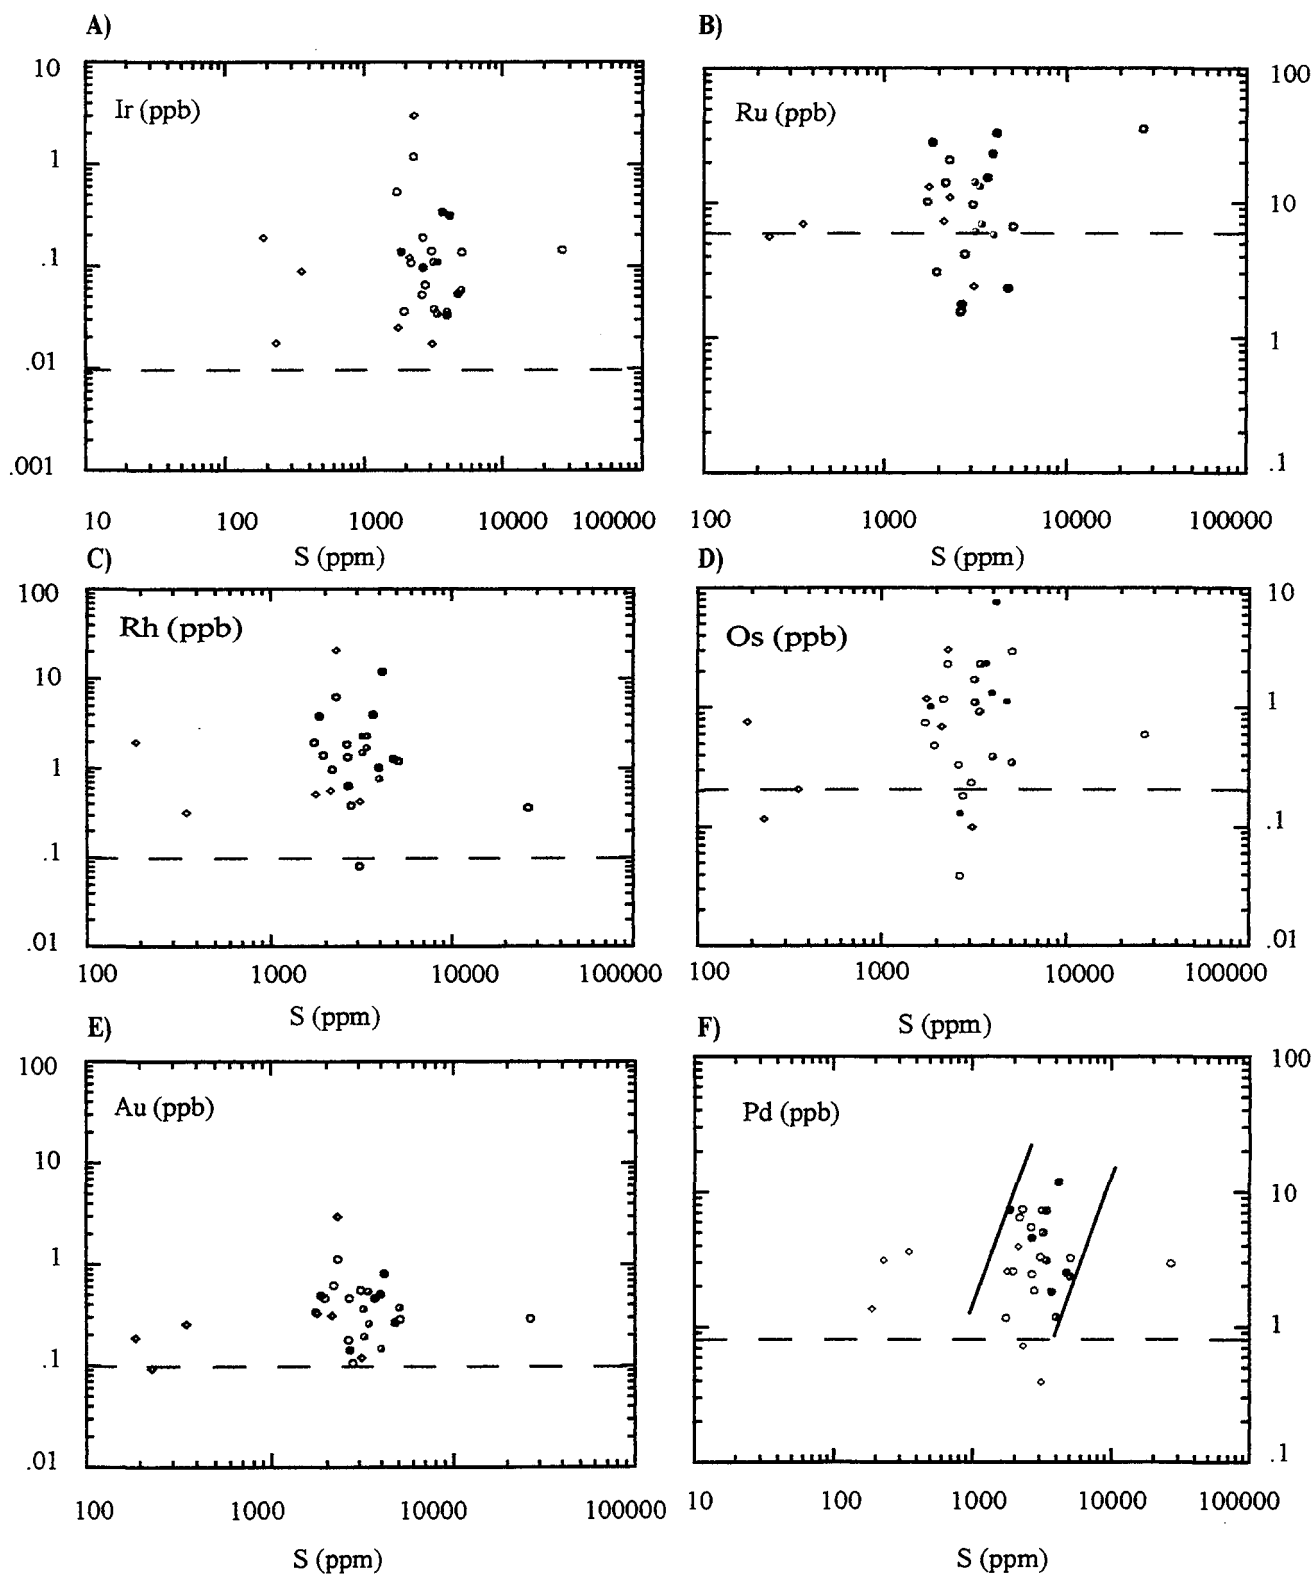 A)
B)
10
Ir (ppb)
1
.1
.01
.001
10 100 1000 10000 100000
S (ppm)
Ru (ppb)
100
10
1
.1
100 1000 10000 100000
S (ppm)
C)
D)
100
Rh (ppb)
10
1
.1
.01
100 1000 10000 100000
S (ppm)
Os (ppb)
10
1
.1
.01
100 1000 10000 100000
S (ppm)
E)
F)
100
Au (ppb)
10
1
.1
.01
100 1000 10000 100000
S (ppm)
Pd (ppb)
100
10
1
.1
10 100 1000 10000 100000
S (ppm)